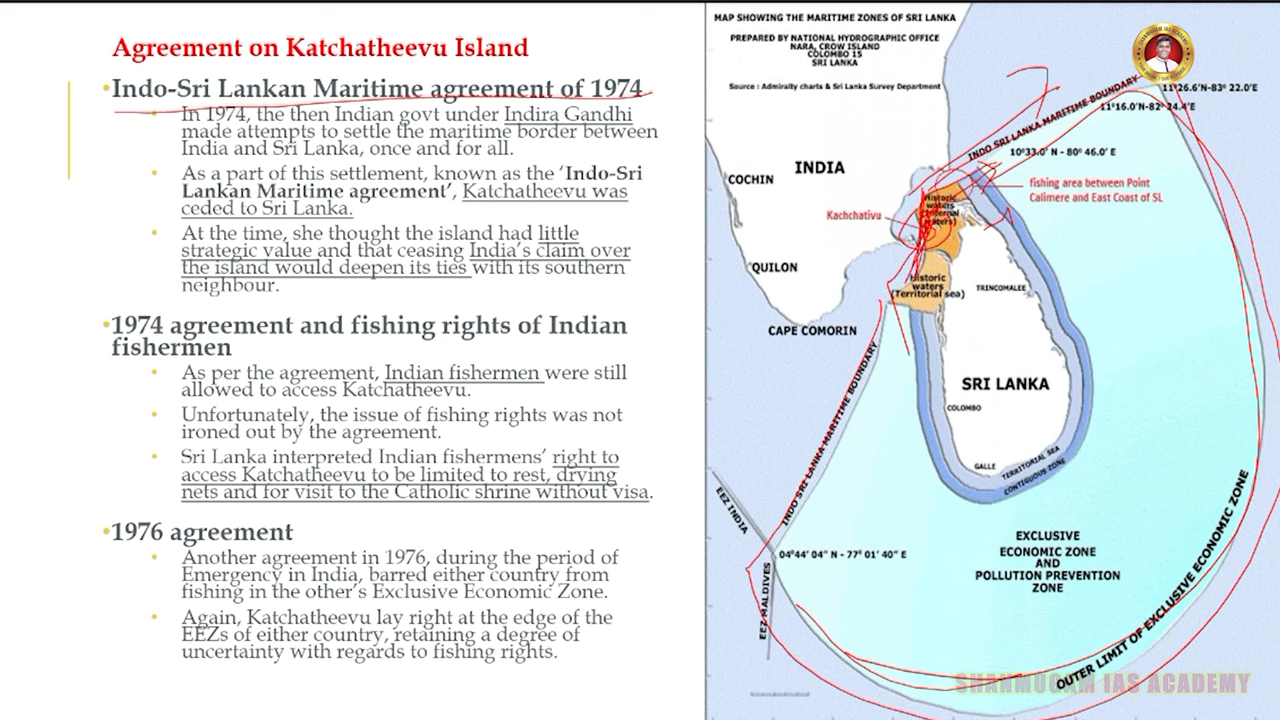 Agreement on Katchatheevu Island
•Indo-Sri Lankan Maritime agreement of 1974
• In 1974, the then Indian govt under Indira Gandhi
made attempts to settle the maritime border between
India and Sri Lanka, once and for all.
• As a part of this settlement, known as the ‘Indo-Sri
Lankan Maritime agreement’, Katchatheevu was
ceded to Sri Lanka.
• At the time, she thought the island had little
strategic value and that ceasing India’s claim over
the island would deepen its ties with its southern
neighbour.
•1974 agreement and fishing rights of Indian
fishermen
• As per the agreement, Indian fishermen were still
allowed to access Katchatheevu.
• Unfortunately, the issue of fishing rights was not
ironed out by the agreement.
• Sri Lanka interpreted Indian fishermens’ right to
access Katchatheevu to be limited to rest, drying
nets and for visit to the Catholic shrine without visa.
•1976 agreement
• Another agreement in 1976, during the period of
Emergency in India, barred either country from
fishing in the other’s Exclusive Economic Zone.
• Again, Katchatheevu lay right at the edge of the
EEZs of either country, retaining a degree of
uncertainty with regards to fishing rights.
MAP SHOWING THE MARITIME ZONES OF SRI LANKA
PREPARED BY NATIONAL HYDROGRAPHIC OFFICE
NARA, CROW ISLAND
COLOMBO 15
SRI LANKA
Source : Admiralty charts & Sri Lanka Survey Department
SHANMUGAM IAS ACADEMY
11°26.6’N-83° 22.0’E
11°16.0’N-82° 24.4’E
INDO SRI LANKA MARITIME BOUNDARY
10°33.0’ N - 80° 46.0’ E
INDIA
COCHIN
fishing area between Point
Calimere and East Coast of SL
Kachchativu
Historic
waters
(Internal
waters)
QUILON
Historic
waters
(Territorial sea)
TRINCOMALEE
CAPE COMORIN
SRI LANKA
COLOMBO
GALLE
TERRITORIAL SEA
CONTIGUOUS ZONE
INDO SRI LANKA MARITIME BOUNDARY
EEZ INDIA
04°44’ 04” N - 77° 01’ 40” E
EEZ MALDIVES
EXCLUSIVE
ECONOMIC ZONE
AND
POLLUTION PREVENTION
ZONE
OUTER LIMIT OF EXCLUSIVE ECONOMIC ZONE
SHANMUGAM IAS ACADEMY